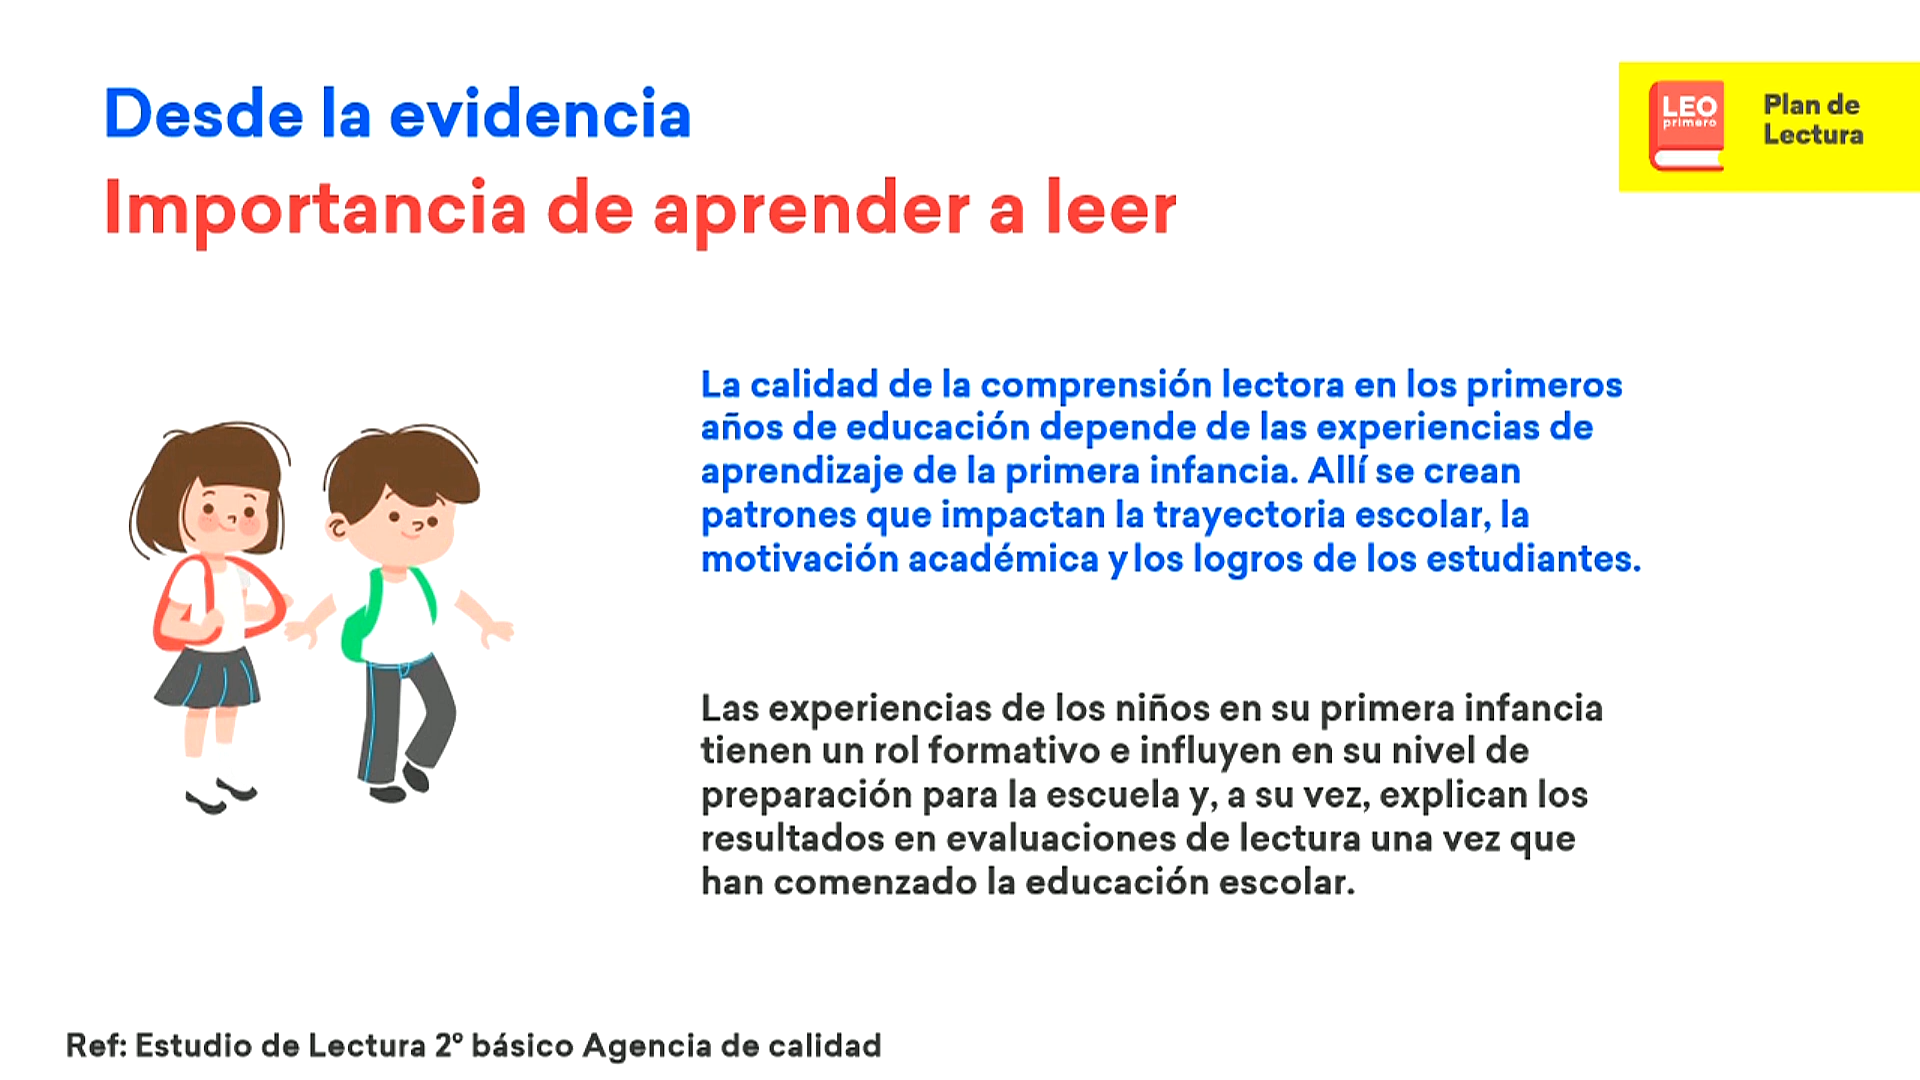 Desde la evidencia
Importancia de aprender a leer
LEO
primero
Plan de
Lectura
La calidad de la comprensión lectora en los primeros
años de educación depende de las experiencias de
aprendizaje de la primera infancia. Allí se crean
patrones que impactan la trayectoria escolar, la
motivación académica y los logros de los estudiantes.
Las experiencias de los niños en su primera infancia
tienen un rol formativo e influyen en su nivel de
preparación para la escuela y, a su vez, explican los
resultados en evaluaciones de lectura una vez que
han comenzado la educación escolar.
Ref: Estudio de Lectura 2º básico Agencia de calidad